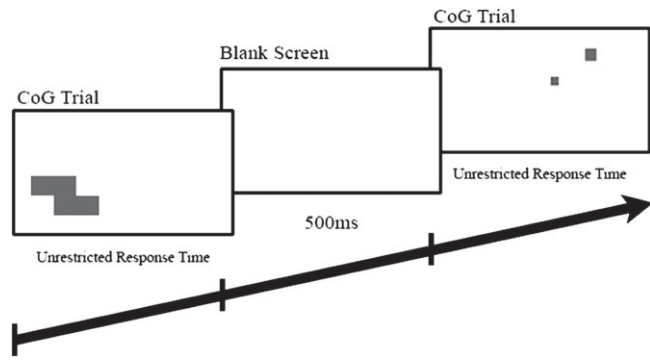 CoG Trial
Blank Screen
CoG Trial
Unrestricted Response Time
500ms
Unrestricted Response Time